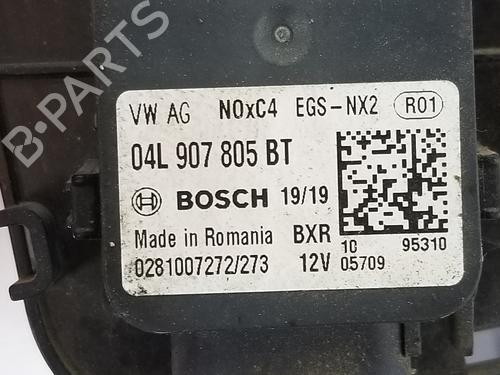 VW AG NOxC4 EGS-NX2 R01
04L 907 805 BT
BOSCH 19/19
Made in Romania BXR 10 95310
0281007272/273 12V 05709
B-PARTS